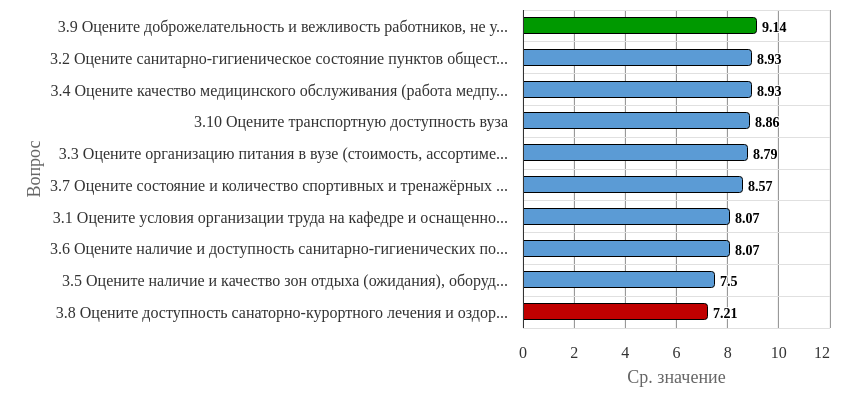 3.9 Оцените доброжелательность и вежливость работников, не у... 9.14
3.2 Оцените санитарно-гигиеническое состояние пунктов общест... 8.93
3.4 Оцените качество медицинского обслуживания (работа медпу... 8.93
3.10 Оцените транспортную доступность вуза 8.86
3.3 Оцените организацию питания в вузе (стоимость, ассортиме... 8.79
3.7 Оцените состояние и количество спортивных и тренажёрных ... 8.57
3.1 Оцените условия организации труда на кафедре и оснащенно... 8.07
3.6 Оцените наличие и доступность санитарно-гигиенических по... 8.07
3.5 Оцените наличие и качество зон отдыха (ожидания), оборуд... 7.5
3.8 Оцените доступность санаторно-курортного лечения и оздор... 7.21
Вопрос
0 2 4 6 8 10 12
Ср. значение